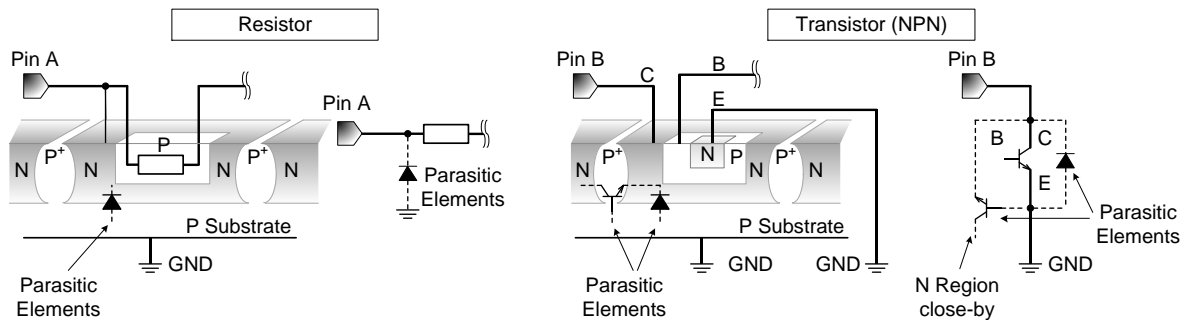 Resistor
Transistor (NPN)
Pin A
Pin A
N
P+
N
P
N
P+
N
Parasitic
Elements
P Substrate
GND
Parasitic
Elements
Pin B
C
B
E
N
P+
N
N
P
N
P+
N
P Substrate
GND
GND
Parasitic
Elements
Pin B
B
C
E
Parasitic
Elements
GND
N Region
close-by